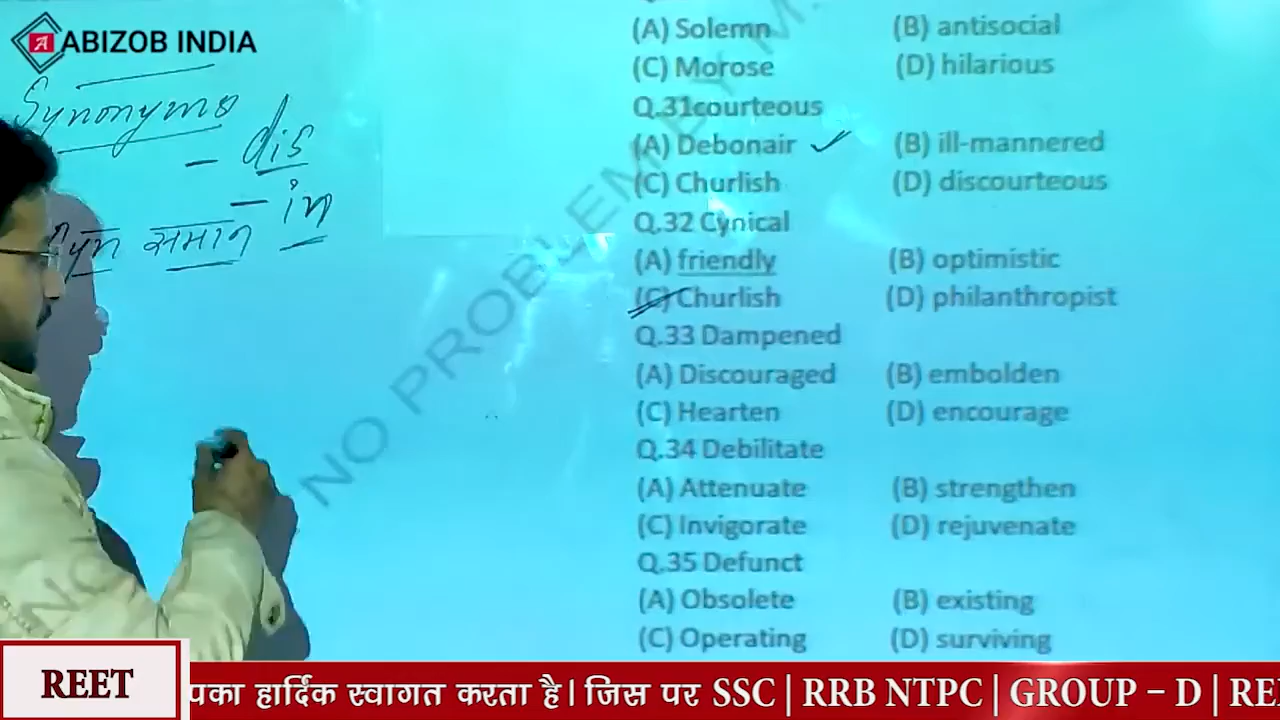 ABIZOB INDIA
Synonyms
- dis
- in
समान
NO PROBLEM
(A) Solemn (B) antisocial
(C) Morose (D) hilarious
Q.31courteous
(A) Debonair (B) ill-mannered
(C) Churlish (D) discourteous
Q.32 Cynical
(A) friendly (B) optimistic
(C) Churlish (D) philanthropist
Q.33 Dampened
(A) Discouraged (B) embolden
(C) Hearten (D) encourage
Q.34 Debilitate
(A) Attenuate (B) strengthen
(C) Invigorate (D) rejuvenate
Q.35 Defunct
(A) Obsolete (B) existing
(C) Operating (D) surviving
REET
पका हार्दिक स्वागत करता है। जिस पर SSC | RRB NTPC | GROUP – D | RE